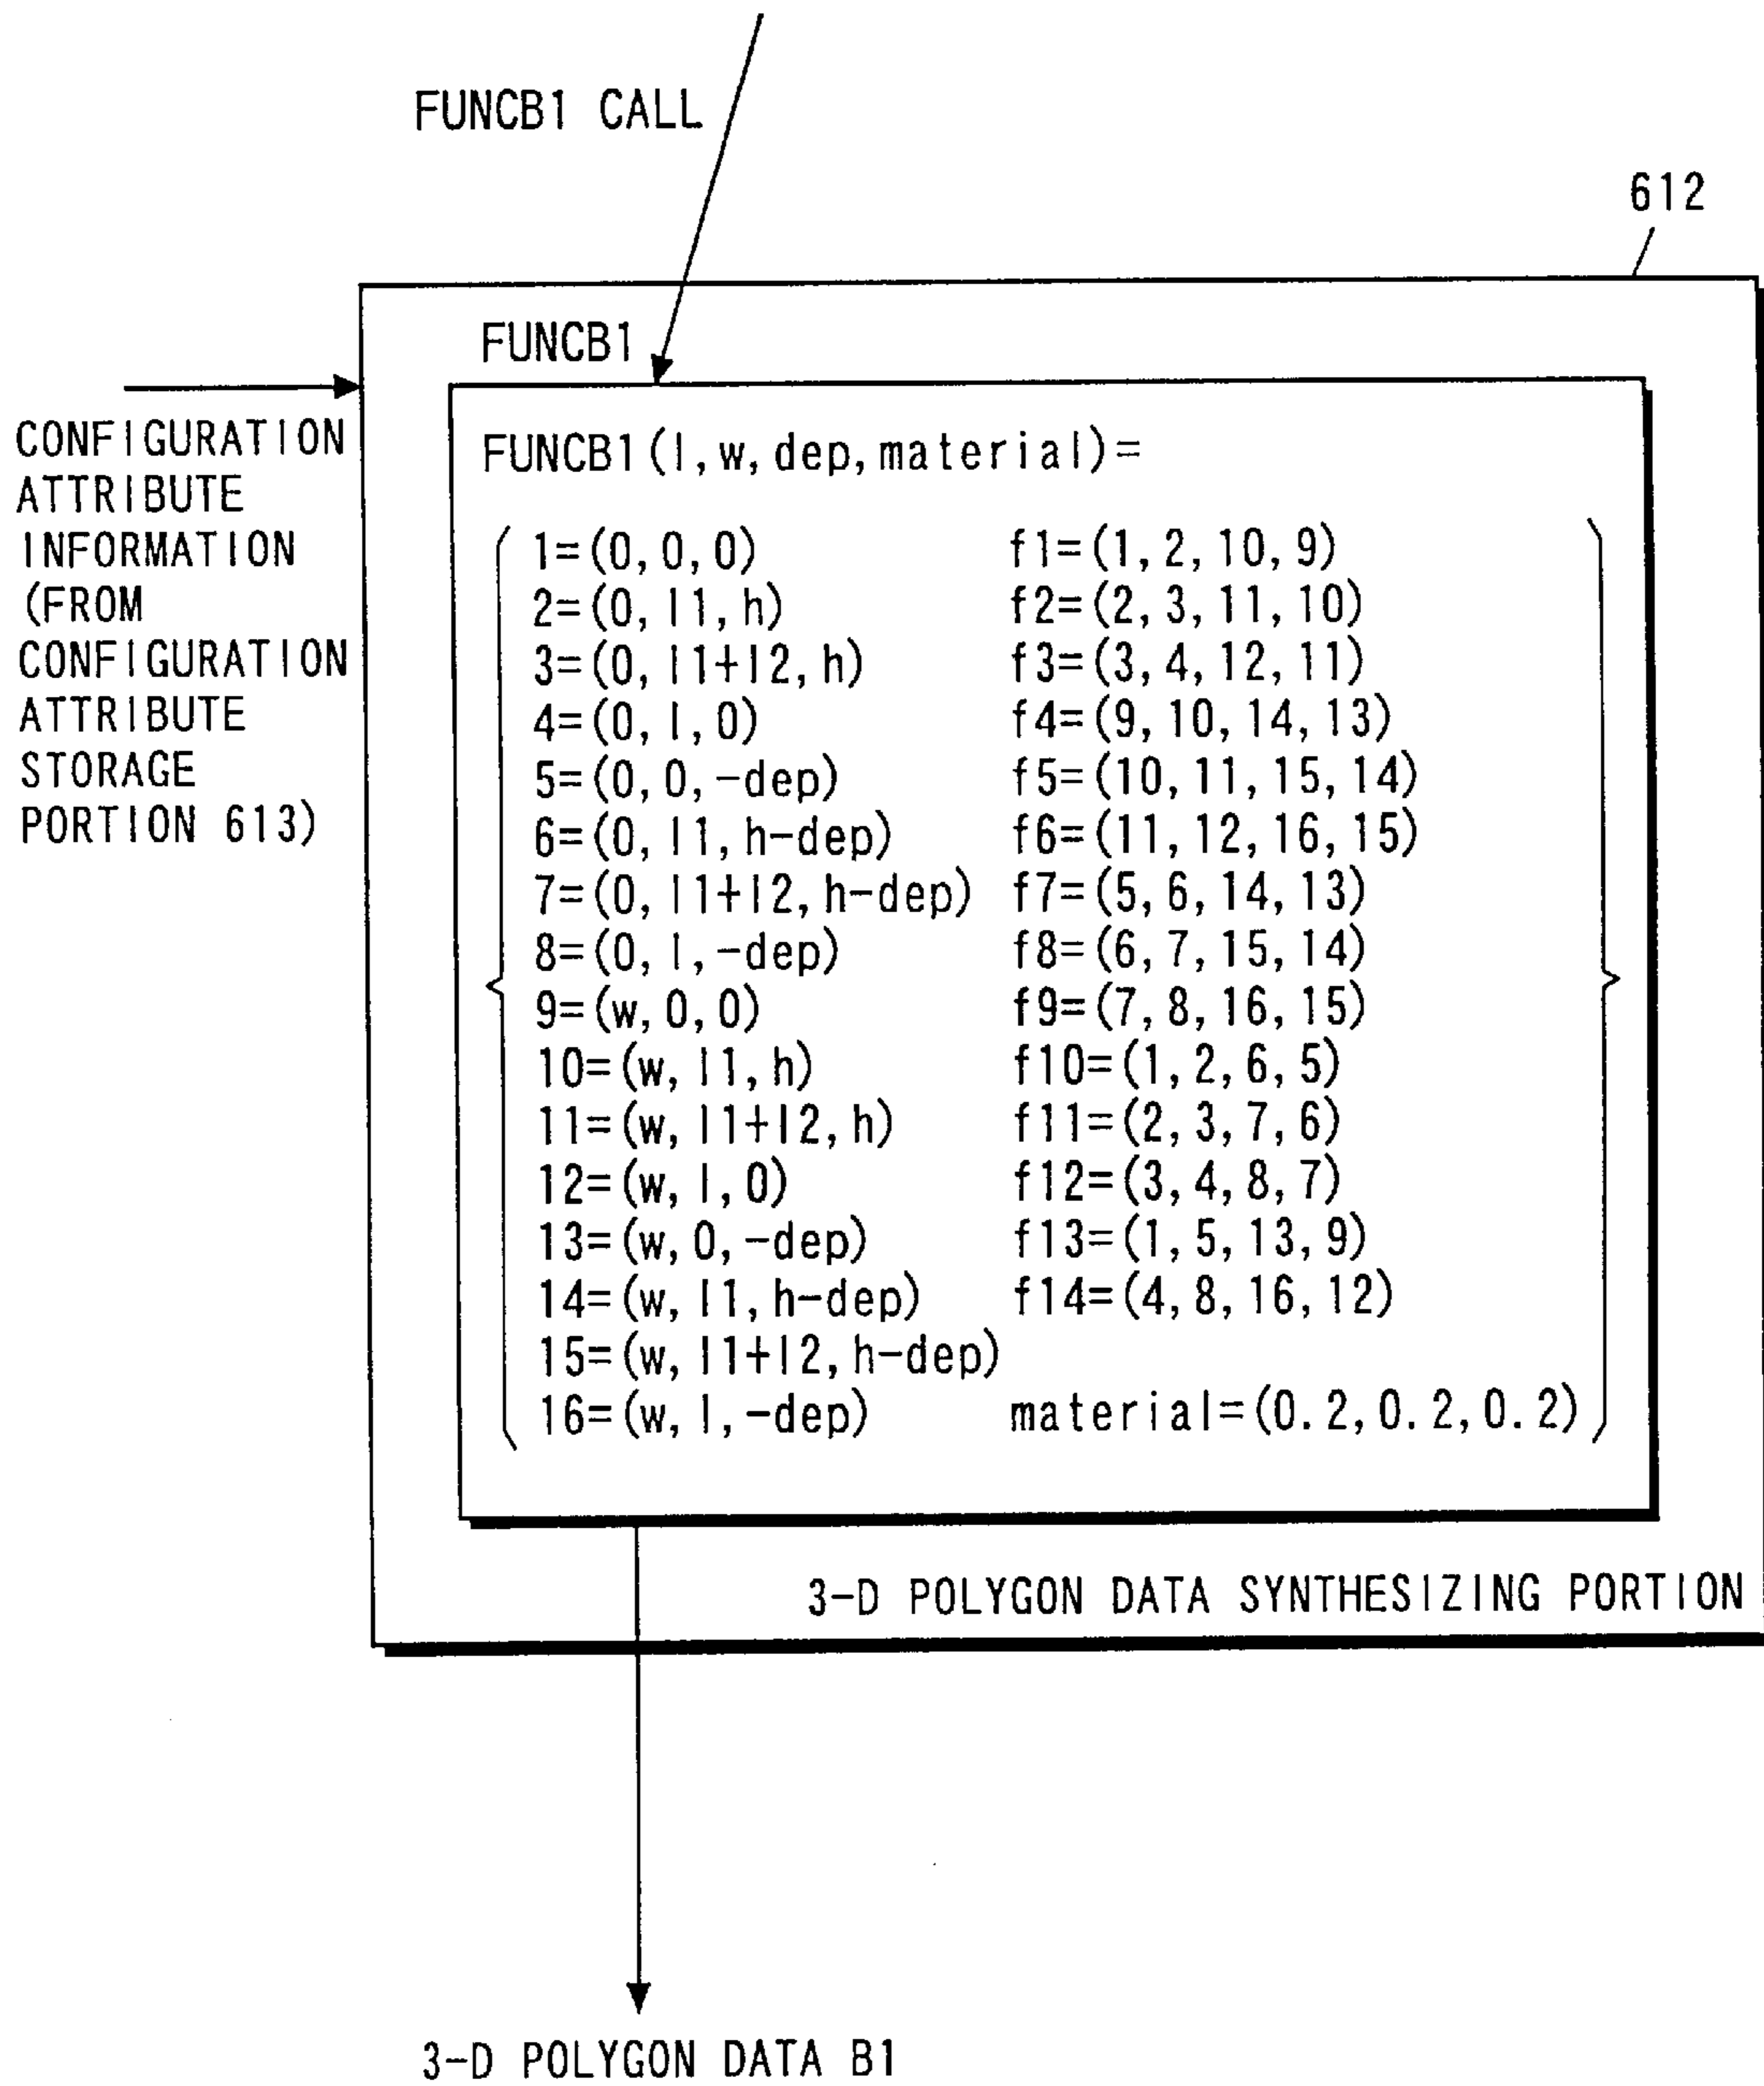 FUNCB1 CALL
612
FUNCB1
CONFIGURATION
ATTRIBUTE
INFORMATION
(FROM
CONFIGURATION
ATTRIBUTE
STORAGE
PORTION 613)
FUNCB1(l,w,dep,material)=
1=(0,0,0)
2=(0,l1,h)
3=(0,l1+l2,h)
4=(0,l,0)
5=(0,0,-dep)
6=(0,l1,h-dep)
7=(0,l1+l2,h-dep)
8=(0,l,-dep)
9=(w,0,0)
10=(w,l1,h)
11=(w,l1+l2,h)
12=(w,l,0)
13=(w,0,-dep)
14=(w,l1,h-dep)
15=(w,l1+l2,h-dep)
16=(w,l,-dep)
f1=(1,2,10,9)
f2=(2,3,11,10)
f3=(3,4,12,11)
f4=(9,10,14,13)
f5=(10,11,15,14)
f6=(11,12,16,15)
f7=(5,6,14,13)
f8=(6,7,15,14)
f9=(7,8,16,15)
f10=(1,2,6,5)
f11=(2,3,7,6)
f12=(3,4,8,7)
f13=(1,5,13,9)
f14=(4,8,16,12)
material=(0.2,0.2,0.2)
3-D POLYGON DATA SYNTHESIZING PORTION
3-D POLYGON DATA B1